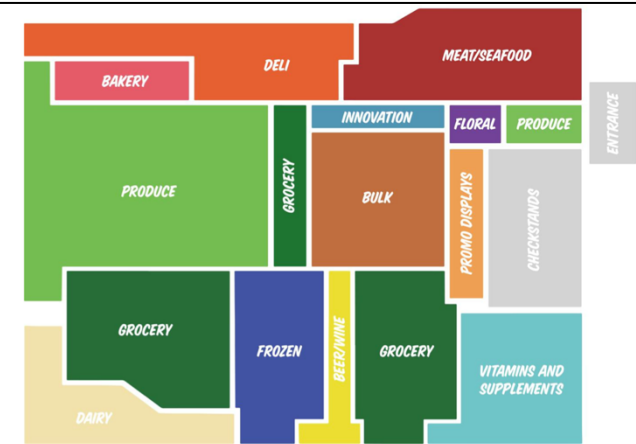 MEAT/SEAFOOD
DELI
BAKERY
ENTRANCE
INNOVATION
FLORAL
PRODUCE
PRODUCE
GROCERY
BULK
PROMO DISPLAYS
CHECKSTANDS
GROCERY
FROZEN
BEER/WINE
GROCERY
VITAMINS AND
SUPPLEMENTS
DAIRY